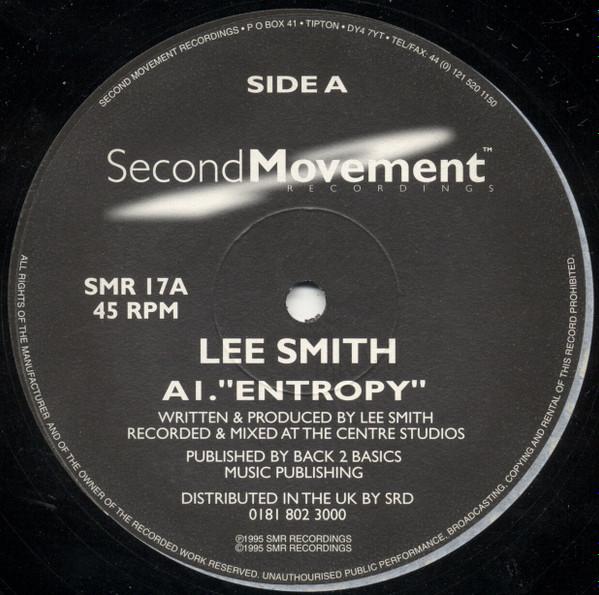 SECOND MOVEMENT RECORDINGS • P O BOX 41 • TIPTON • DY4 7YT • TEL/FAX: 44 (0) 121 520 1150
SIDE A
SecondMovement™
RECORDINGS
SMR 17A
45 RPM
LEE SMITH
A1."ENTROPY"
WRITTEN & PRODUCED BY LEE SMITH
RECORDED & MIXED AT THE CENTRE STUDIOS
PUBLISHED BY BACK 2 BASICS
MUSIC PUBLISHING
DISTRIBUTED IN THE UK BY SRD
0181 802 3000
℗1995 SMR RECORDINGS
©1995 SMR RECORDINGS
ALL RIGHTS OF THE MANUFACTURER AND OF THE OWNER OF THE RECORDED WORK RESERVED. UNAUTHORISED PUBLIC PERFORMANCE, BROADCASTING, COPYING AND RENTAL OF THIS RECORD PROHIBITED.